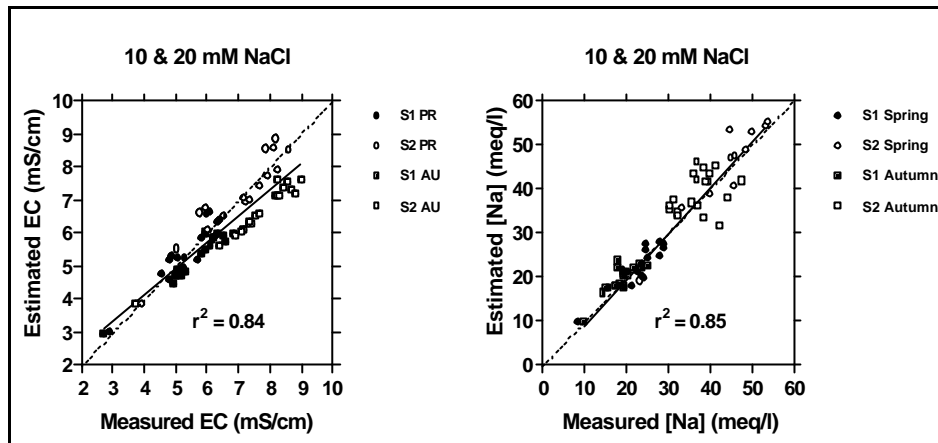 10 & 20 mM NaCl
Estimated EC (mS/cm)
10
9
8
7
6
5
4
3
2
r² = 0.84
2 3 4 5 6 7 8 9 10
Measured EC (mS/cm)
S1 PR
S2 PR
S1 AU
S2 AU
10 & 20 mM NaCl
Estimated [Na] (meq/l)
60
50
40
30
20
10
0
r² = 0.85
0 10 20 30 40 50 60
Measured [Na] (meq/l)
S1 Spring
S2 Spring
S1 Autumn
S2 Autumn